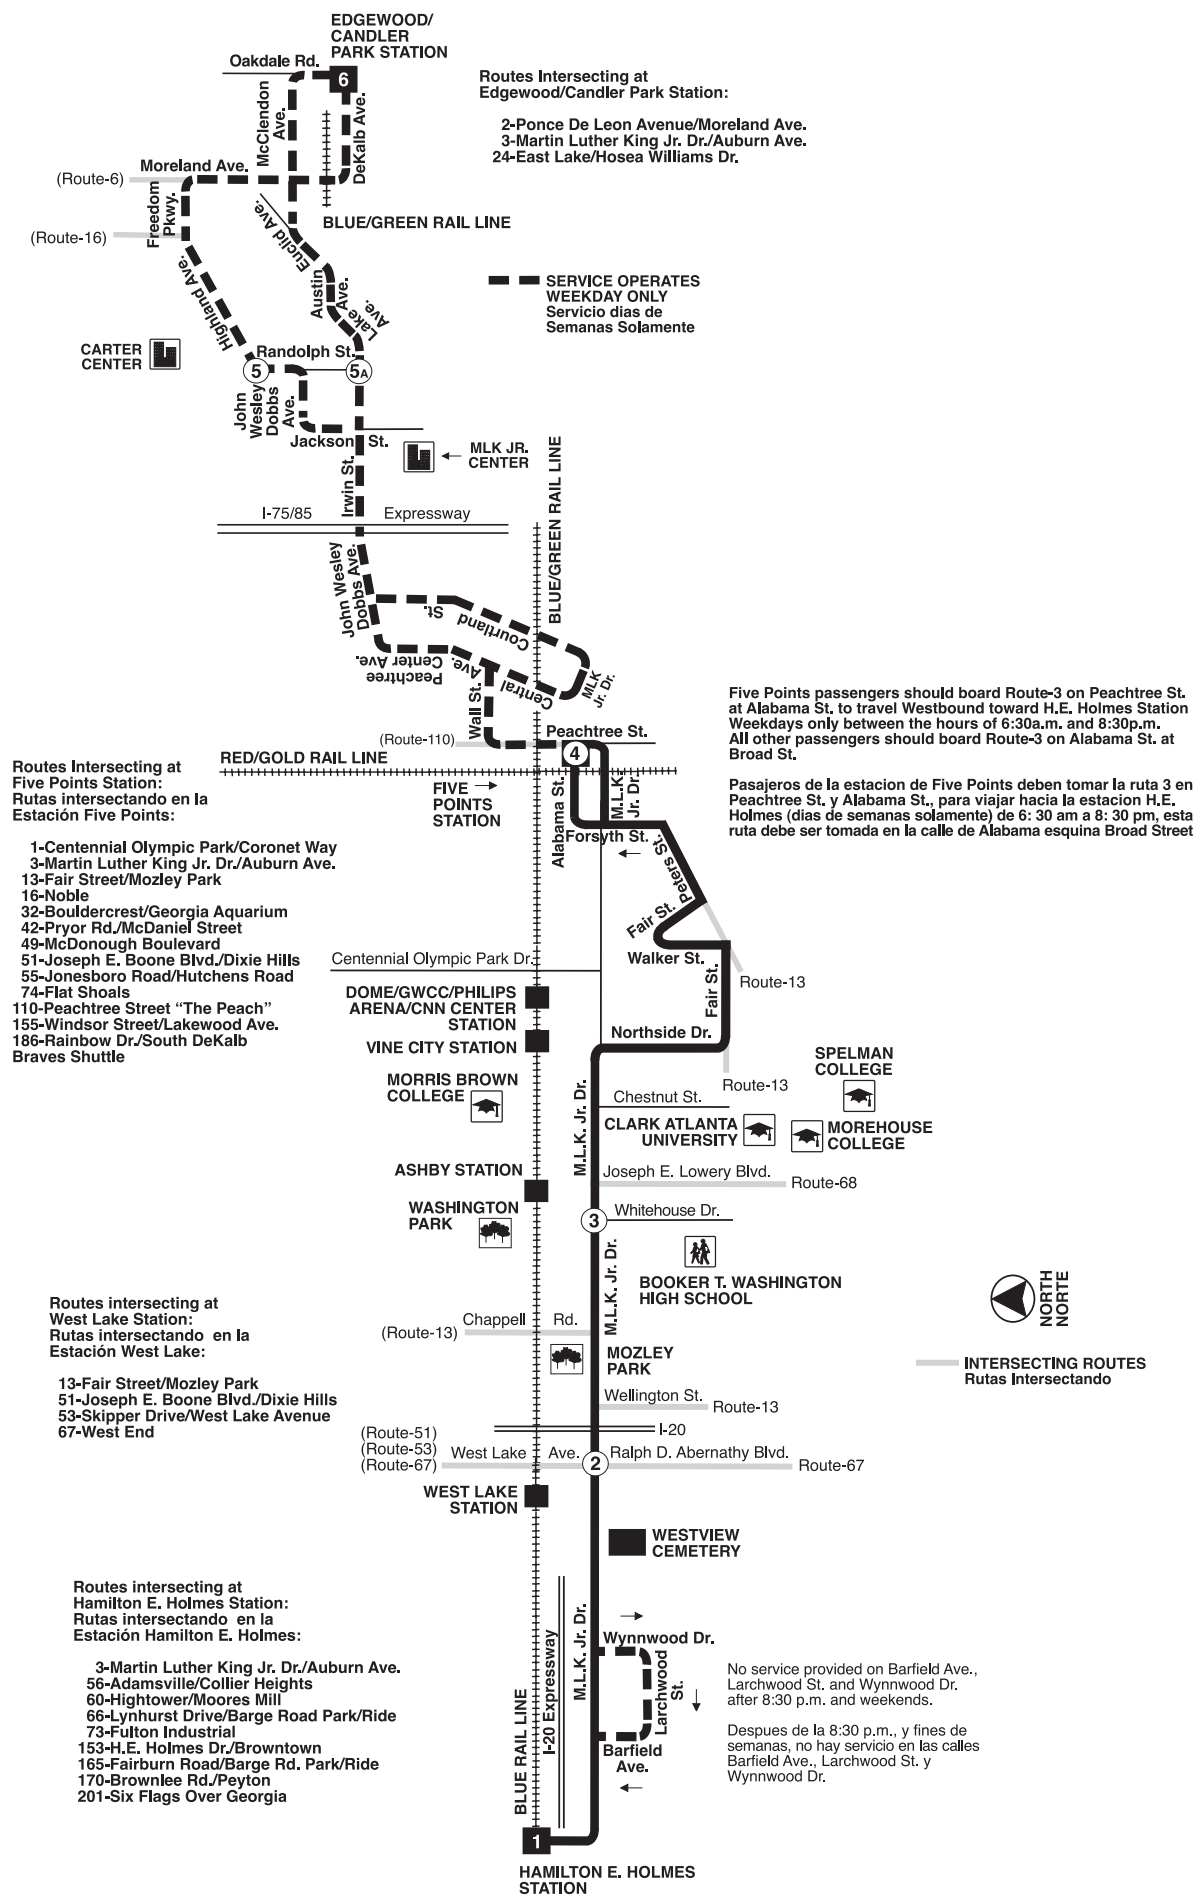 EDGEWOOD/
CANDLER
PARK STATION
Oakdale Rd.
6
McClendon
Ave.
DeKalb Ave.
Routes Intersecting at
Edgewood/Candler Park Station:
2-Ponce De Leon Avenue/Moreland Ave.
3-Martin Luther King Jr. Dr./Auburn Ave.
24-East Lake/Hosea Williams Dr.
Moreland Ave.
(Route-6)
Freedom
Pkwy.
(Route-16)
BLUE/GREEN RAIL LINE
Euclid Ave.
Austin
Ave.
Lake
Ave.
Highland Ave.
SERVICE OPERATES
WEEKDAY ONLY
Servicio dias de
Semanas Solamente
CARTER
CENTER
Randolph St.
5
5A
John
Wesley
Dobbs
Ave.
Jackson St.
MLK JR.
CENTER
Irwin St.
BLUE/GREEN RAIL LINE
I-75/85 Expressway
John Wesley
Dobbs Ave.
Courtland
St.
Peachtree
Center Ave.
Central
Ave.
MLK
Jr. Dr.
Wall St.
Five Points passengers should board Route-3 on Peachtree St.
at Alabama St. to travel Westbound toward H.E. Holmes Station
Weekdays only between the hours of 6:30a.m. and 8:30p.m.
All other passengers should board Route-3 on Alabama St. at
Broad St.
Pasajeros de la estacion de Five Points deben tomar la ruta 3 en
Peachtree St. y Alabama St., para viajar hacia la estacion H.E.
Holmes (dias de semanas solamente) de 6: 30 am a 8: 30 pm, esta
ruta debe ser tomada en la calle de Alabama esquina Broad Street
(Route-110)
Peachtree St.
4
RED/GOLD RAIL LINE
FIVE
POINTS
STATION
Alabama St.
M.L.K.
Jr. Dr.
Forsyth St.
Peters St.
Routes Intersecting at
Five Points Station:
Rutas intersectando en la
Estación Five Points:
1-Centennial Olympic Park/Coronet Way
3-Martin Luther King Jr. Dr./Auburn Ave.
13-Fair Street/Mozley Park
16-Noble
32-Bouldercrest/Georgia Aquarium
42-Pryor Rd./McDaniel Street
49-McDonough Boulevard
51-Joseph E. Boone Blvd./Dixie Hills
55-Jonesboro Road/Hutchens Road
74-Flat Shoals
110-Peachtree Street “The Peach”
155-Windsor Street/Lakewood Ave.
186-Rainbow Dr./South DeKalb
Braves Shuttle
Fair St.
Walker St.
Centennial Olympic Park Dr.
Route-13
Fair St.
DOME/GWCC/PHILIPS
ARENA/CNN CENTER
STATION
Northside Dr.
VINE CITY STATION
Route-13
SPELMAN
COLLEGE
MORRIS BROWN
COLLEGE
M.L.K. Jr. Dr.
Chestnut St.
CLARK ATLANTA
UNIVERSITY
MOREHOUSE
COLLEGE
ASHBY STATION
Joseph E. Lowery Blvd.
Route-68
WASHINGTON
PARK
3
Whitehouse Dr.
M.L.K. Jr. Dr.
BOOKER T. WASHINGTON
HIGH SCHOOL
NORTH
NORTE
Routes intersecting at
West Lake Station:
Rutas intersectando en la
Estación West Lake:
13-Fair Street/Mozley Park
51-Joseph E. Boone Blvd./Dixie Hills
53-Skipper Drive/West Lake Avenue
67-West End
Chappell Rd.
(Route-13)
MOZLEY
PARK
INTERSECTING ROUTES
Rutas Intersectando
Wellington St.
Route-13
I-20
(Route-51)
(Route-53)
(Route-67)
West Lake Ave.
2
Ralph D. Abernathy Blvd.
Route-67
WEST LAKE
STATION
WESTVIEW
CEMETERY
Routes intersecting at
Hamilton E. Holmes Station:
Rutas intersectando en la
Estación Hamilton E. Holmes:
3-Martin Luther King Jr. Dr./Auburn Ave.
56-Adamsville/Collier Heights
60-Hightower/Moores Mill
66-Lynhurst Drive/Barge Road Park/Ride
73-Fulton Industrial
153-H.E. Holmes Dr./Browntown
165-Fairburn Road/Barge Rd. Park/Ride
170-Brownlee Rd./Peyton
201-Six Flags Over Georgia
BLUE RAIL LINE
I-20 Expressway
M.L.K. Jr. Dr.
Wynnwood Dr.
Larchwood
St.
Barfield
Ave.
No service provided on Barfield Ave.,
Larchwood St. and Wynnwood Dr.
after 8:30 p.m. and weekends.
Despues de la 8:30 p.m., y fines de
semanas, no hay servicio en las calles
Barfield Ave., Larchwood St. y
Wynnwood Dr.
1
HAMILTON E. HOLMES
STATION